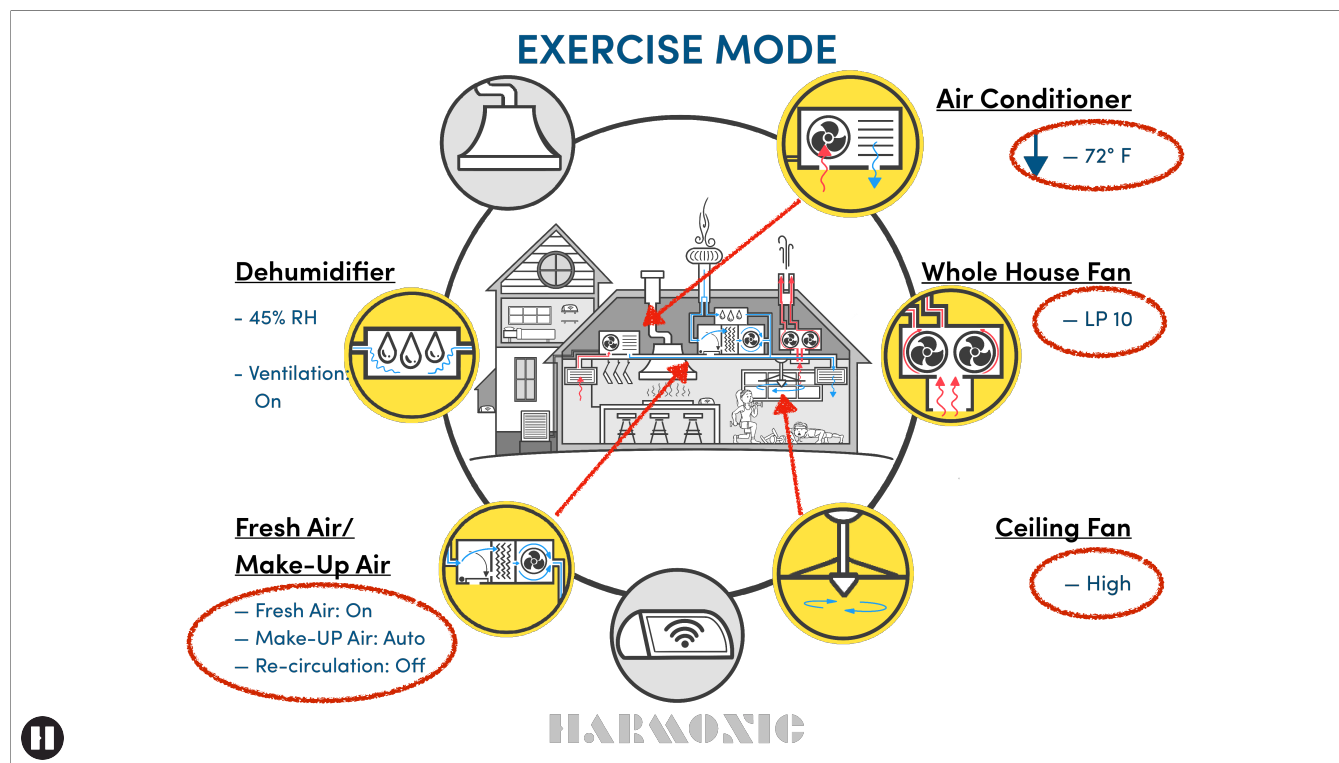 EXERCISE MODE
Air Conditioner
— 72° F
Dehumidifier
- 45% RH
- Ventilation:
On
Whole House Fan
— LP 10
Fresh Air/
Make-Up Air
— Fresh Air: On
— Make-UP Air: Auto
— Re-circulation: Off
Ceiling Fan
— High
HARMONIC
H